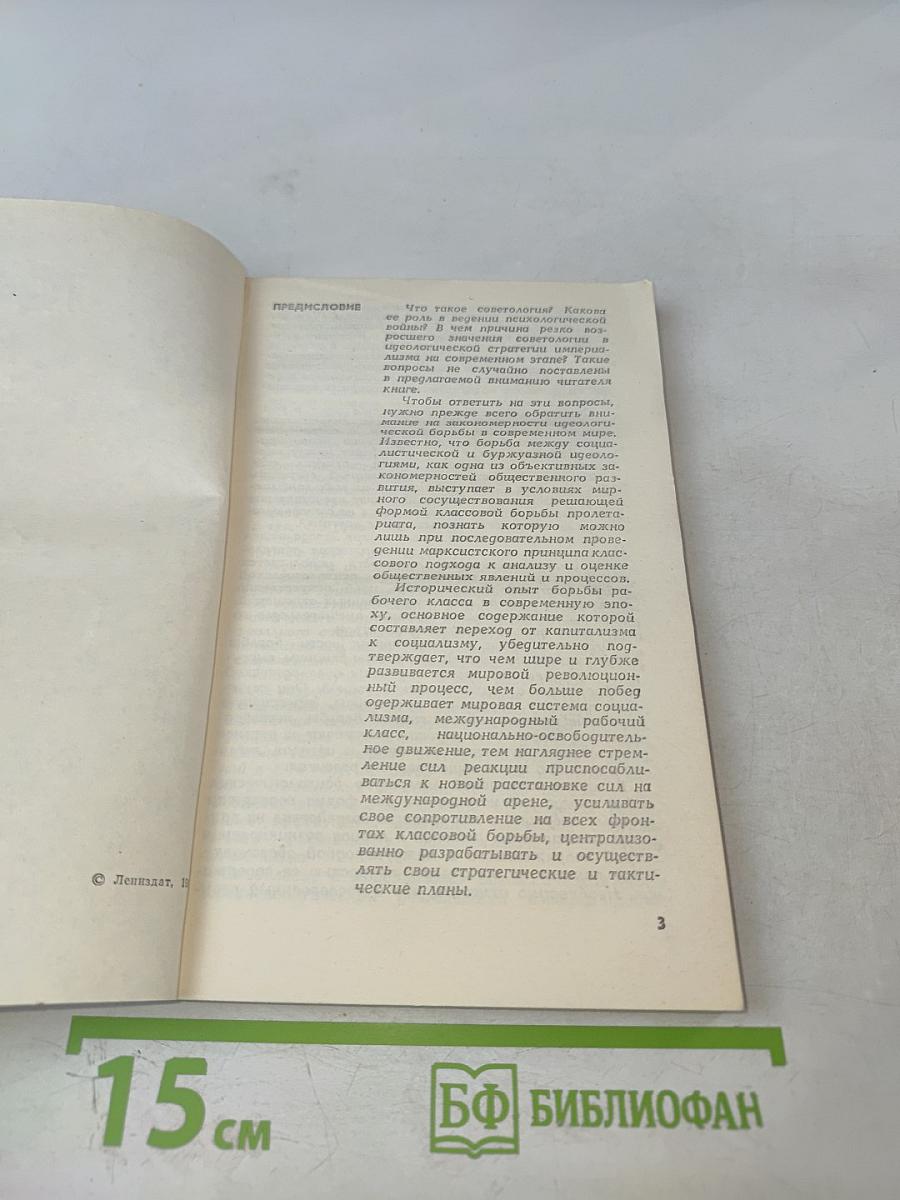 © Лениздат, 19
ПРЕДИСЛОВИЕ
Что такое советология? Какова
ее роль в ведении психологической
войны? В чем причина резко воз-
росшего значения советологии в
идеологической стратегии импери-
ализма на современном этапе? Такие
вопросы не случайно поставлены
в предлагаемой вниманию читателя
книге.
Чтобы ответить на эти вопросы,
нужно прежде всего обратить вни-
мание на закономерности идеологи-
ческой борьбы в современном мире.
Известно, что борьба между социа-
листической и буржуазной идеоло-
гиями, как одна из объективных за-
кономерностей общественного раз-
вития, выступает в условиях мир-
ного сосуществования решающей
формой классовой борьбы пролета-
риата, познать которую можно
лишь при последовательном прове-
дении марксистского принципа клас-
сового подхода к анализу и оценке
общественных явлений и процессов.
Исторический опыт борьбы ра-
бочего класса в современную эпо-
ху, основное содержание которой
составляет переход от капитализма
к социализму, убедительно под-
тверждает, что чем шире и глубже
развивается мировой революцион-
ный процесс, чем больше побед
одерживает мировая система социа-
лизма, международный рабочий
класс, национально-освободитель-
ное движение, тем нагляднее стрем-
ление сил реакции приспосабли-
ваться к новой расстановке сил на
международной арене, усиливать
свое сопротивление на всех фрон-
тах классовой борьбы, централизо-
ванно разрабатывать и осуществ-
лять свои стратегические и такти-
ческие планы.
3
15 см
БФ БИБЛИОФАН